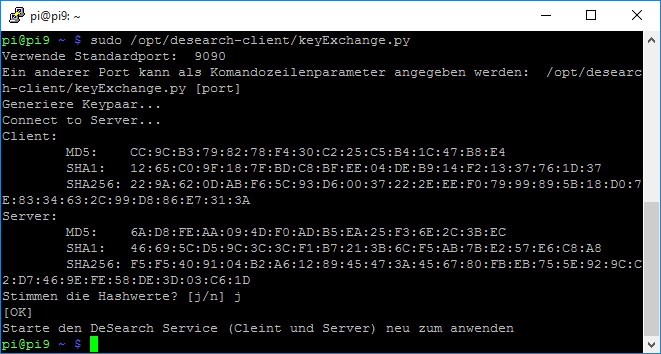 pi@pi9: ~
pi@pi9 ~ $ sudo /opt/desearch-client/keyExchange.py
Verwende Standardport:  9090
Ein anderer Port kann als Komandozeilenparameter angegeben werden:  /opt/desearc
h-client/keyExchange.py [port]
Generiere Keypaar...
Connect to Server...
Client:
        MD5:    CC:9C:B3:79:82:78:F4:30:C2:25:C5:B4:1C:47:B8:E4
        SHA1:   12:65:C0:9F:18:7F:BD:C8:BF:EE:04:DE:B9:14:F2:13:37:76:1D:37
        SHA256: 22:9A:62:0D:AB:F6:5C:93:D6:00:37:22:2E:EE:F0:79:99:89:5B:18:D0:7
E:83:34:63:2C:99:D8:86:E7:31:3A
Server:
        MD5:    6A:D8:FE:AA:09:4D:F0:AD:B5:EA:25:F3:6E:2C:3B:EC
        SHA1:   46:69:5C:D5:9C:3C:3C:F1:B7:21:3B:6C:F5:AB:7B:E2:57:E6:C8:A8
        SHA256: F5:F5:40:91:04:B2:A6:12:89:45:47:3A:45:67:80:FB:EB:75:5E:92:9C:C
2:D7:46:9E:FE:58:DE:3D:03:C6:1D
Stimmen die Hashwerte? [j/n] j
[OK]
Starte den DeSearch Service (Cleint und Server) neu zum anwenden
pi@pi9 ~ $